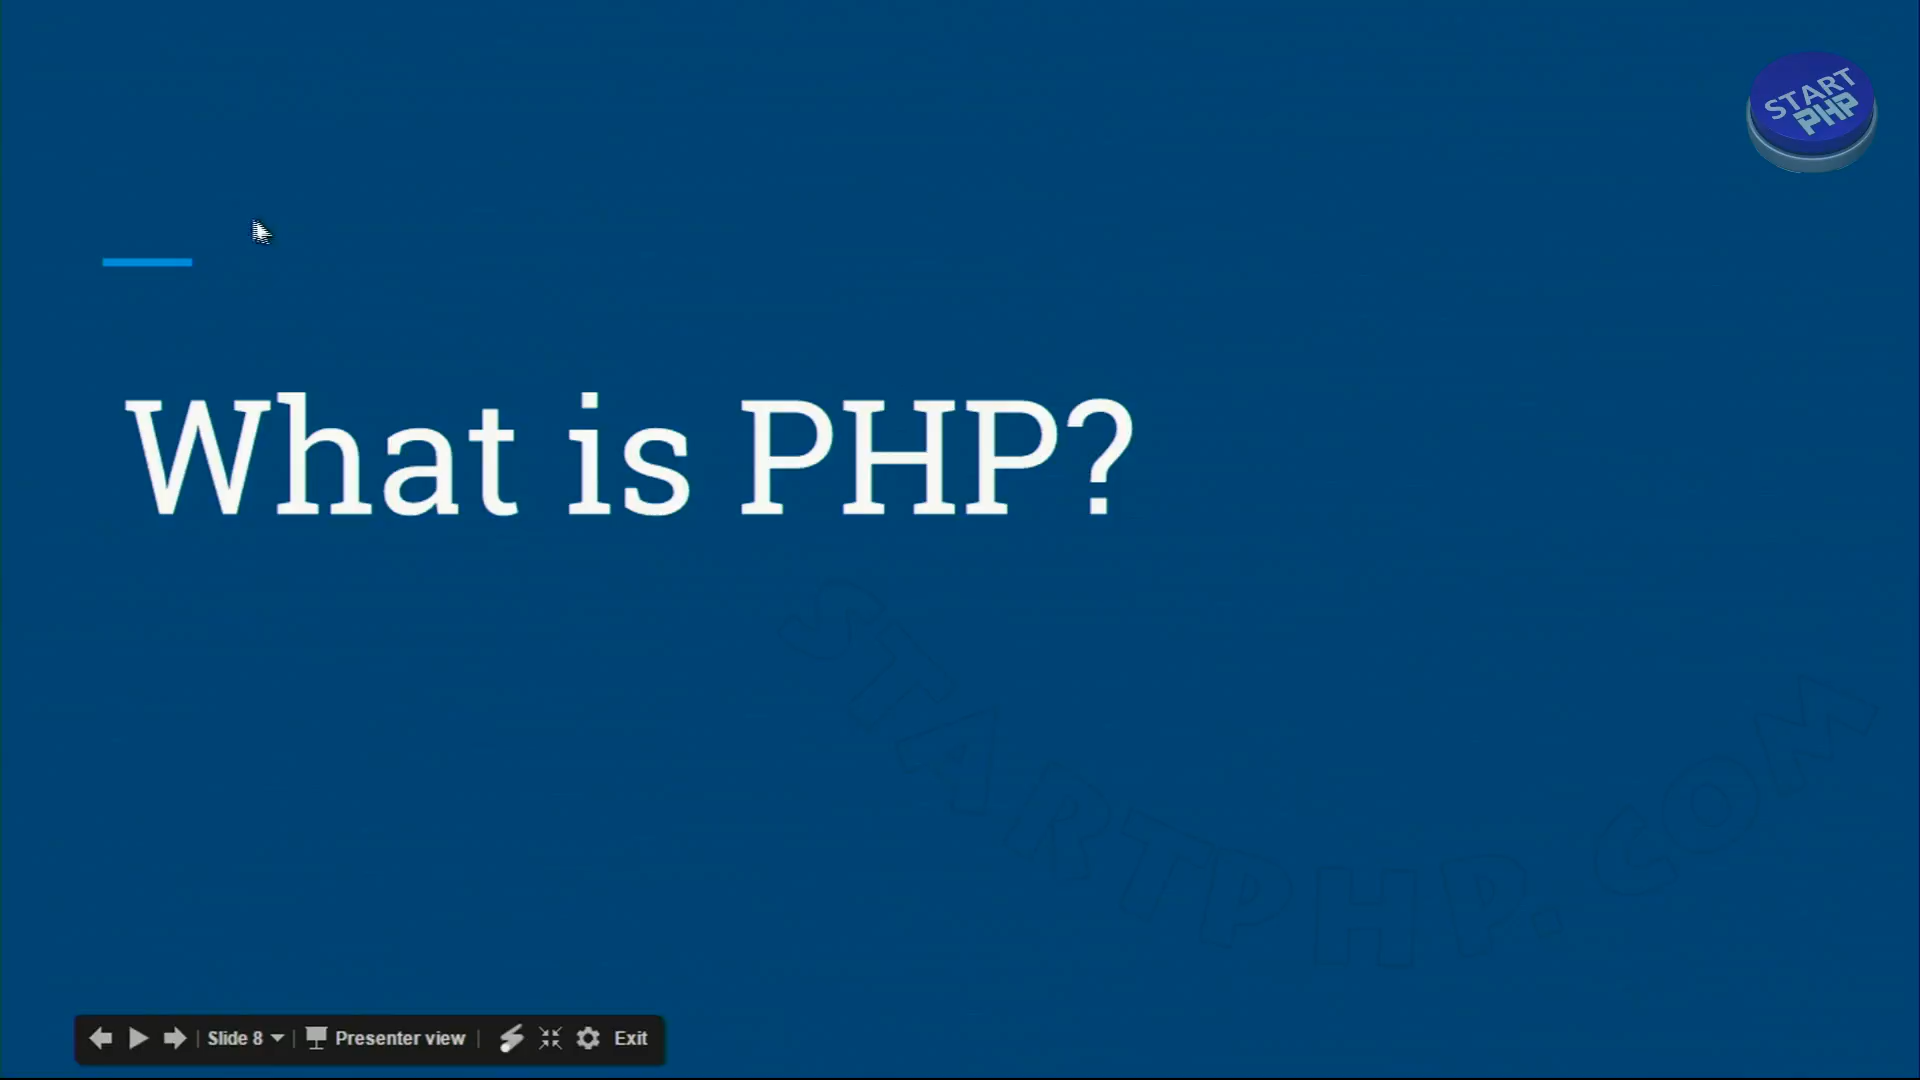 START
PHP
What is PHP?
STARTPHP.COM
Slide 8
Presenter view
Exit